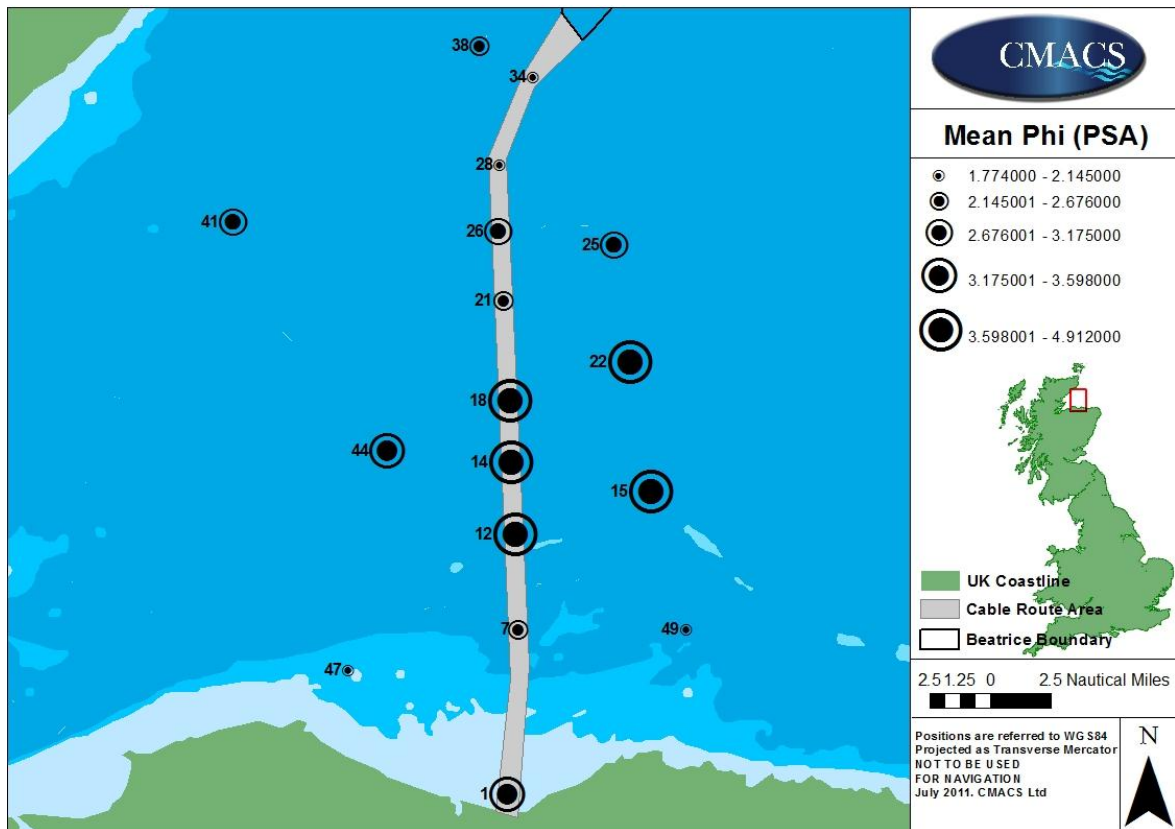 38
34
28
41
26
25
21
22
18
44
14
15
12
7
49
47
1
CMACS
Mean Phi (PSA)
1.774000 - 2.145000
2.145001 - 2.676000
2.676001 - 3.175000
3.175001 - 3.598000
3.598001 - 4.912000
UK Coastline
Cable Route Area
Beatrice Boundary
2.5 1.25 0 2.5 Nautical Miles
Positions are referred to WGS84
Projected as Transverse Mercator
NOT TO BE USED
FOR NAVIGATION
July 2011. CMACS Ltd
N